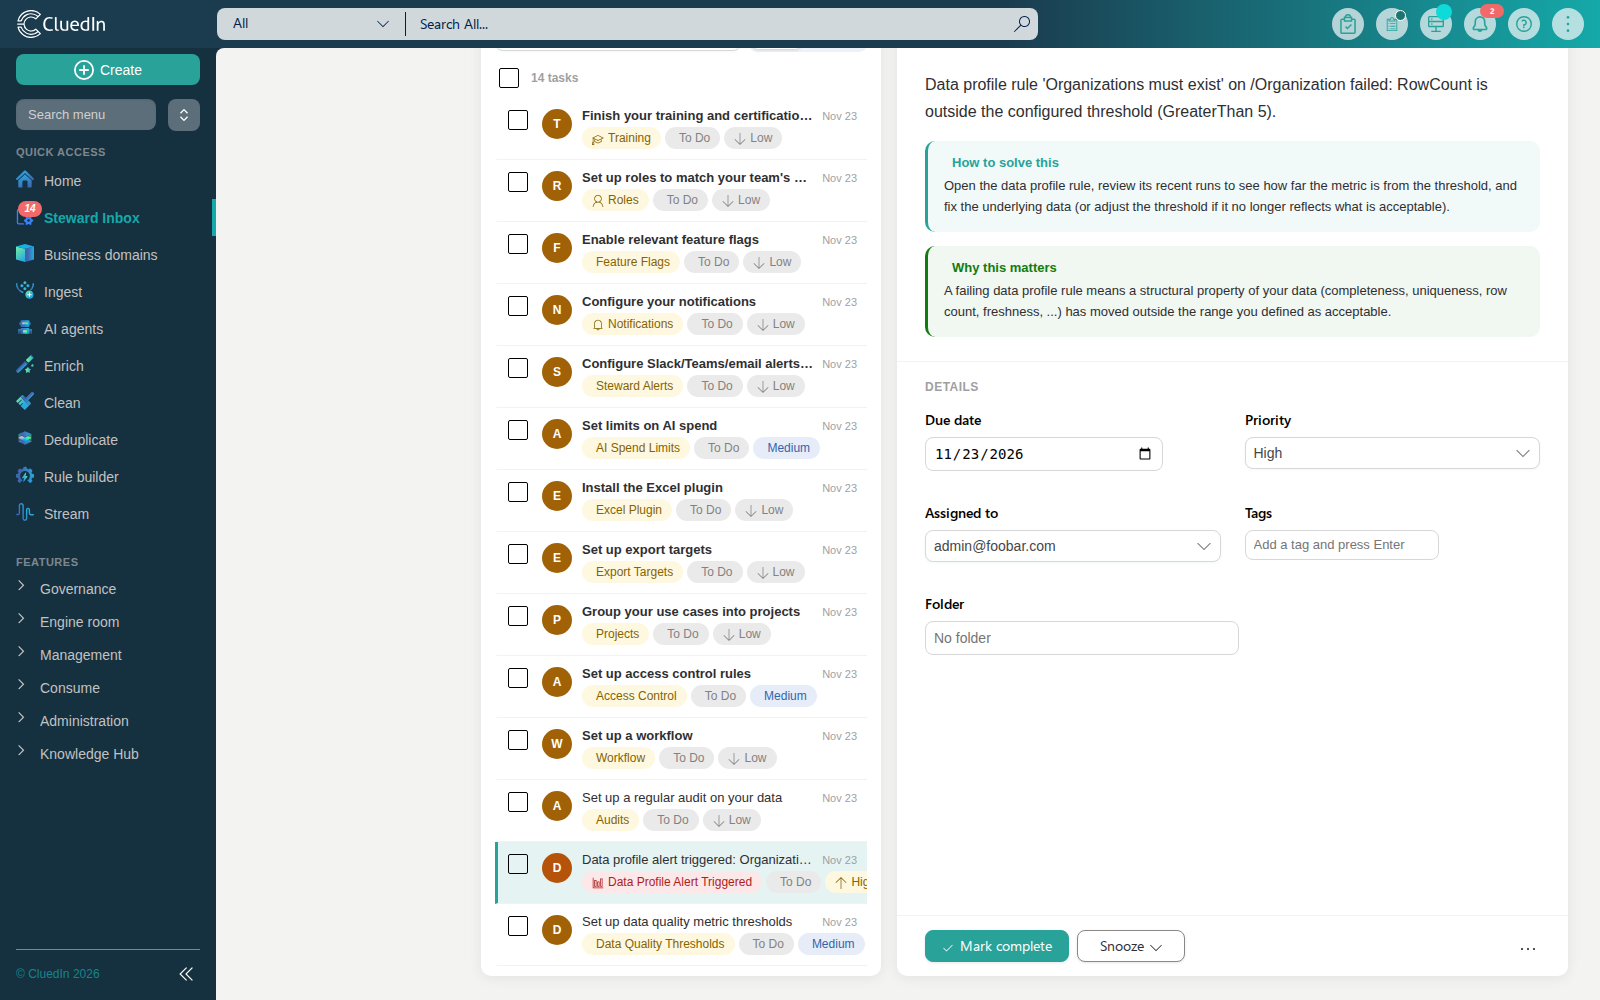 CluedIn
All
Search All...
2
Create
Search menu
QUICK ACCESS
Home
14
Steward Inbox
Business domains
Ingest
AI agents
Enrich
Clean
Deduplicate
Rule builder
Stream
FEATURES
Governance
Engine room
Management
Consume
Administration
Knowledge Hub
© CluedIn 2026
14 tasks
T
Finish your training and certificatio...
Nov 23
Training
To Do
Low
R
Set up roles to match your team's ...
Nov 23
Roles
To Do
Low
F
Enable relevant feature flags
Nov 23
Feature Flags
To Do
Low
N
Configure your notifications
Nov 23
Notifications
To Do
Low
S
Configure Slack/Teams/email alerts...
Nov 23
Steward Alerts
To Do
Low
A
Set limits on AI spend
Nov 23
AI Spend Limits
To Do
Medium
E
Install the Excel plugin
Nov 23
Excel Plugin
To Do
Low
E
Set up export targets
Nov 23
Export Targets
To Do
Low
P
Group your use cases into projects
Nov 23
Projects
To Do
Low
A
Set up access control rules
Nov 23
Access Control
To Do
Medium
W
Set up a workflow
Nov 23
Workflow
To Do
Low
A
Set up a regular audit on your data
Nov 23
Audits
To Do
Low
D
Data profile alert triggered: Organizati...
Nov 23
Data Profile Alert Triggered
To Do
Hig
D
Set up data quality metric thresholds
Nov 23
Data Quality Thresholds
To Do
Medium
Data profile rule 'Organizations must exist' on /Organization failed: RowCount is
outside the configured threshold (GreaterThan 5).
How to solve this
Open the data profile rule, review its recent runs to see how far the metric is from the threshold, and
fix the underlying data (or adjust the threshold if it no longer reflects what is acceptable).
Why this matters
A failing data profile rule means a structural property of your data (completeness, uniqueness, row
count, freshness, ...) has moved outside the range you defined as acceptable.
DETAILS
Due date
Priority
11/23/2026
High
Assigned to
Tags
admin@foobar.com
Add a tag and press Enter
Folder
No folder
Mark complete
Snooze